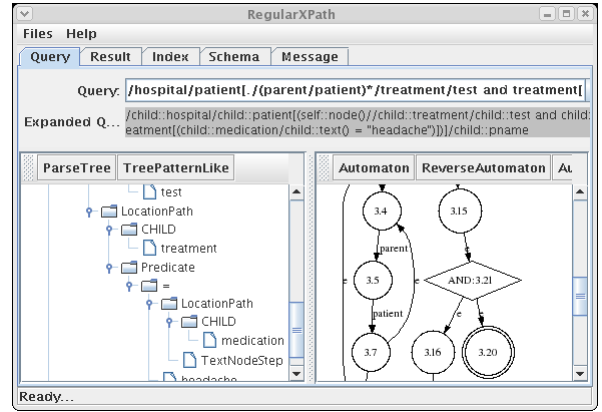 RegularXPath
Files Help
Query Result Index Schema Message
Query: /hospital/patient[./(parent/patient)*/treatment/test and treatment[
Expanded Q... /child::hospital/child::patient[(self::node()//child::treatment/child::test and child:
eatment[(child::medication/child::text() = "headache")])]/child::pname
ParseTree TreePatternLike
Automaton ReverseAutomaton Au
test
LocationPath
CHILD
treatment
Predicate
=
LocationPath
CHILD
medication
TextNodeStep
headache
3.4 3.15
parent e
e 3.5 e AND:3.21
patient e e
3.7 3.16 3.20
Ready...